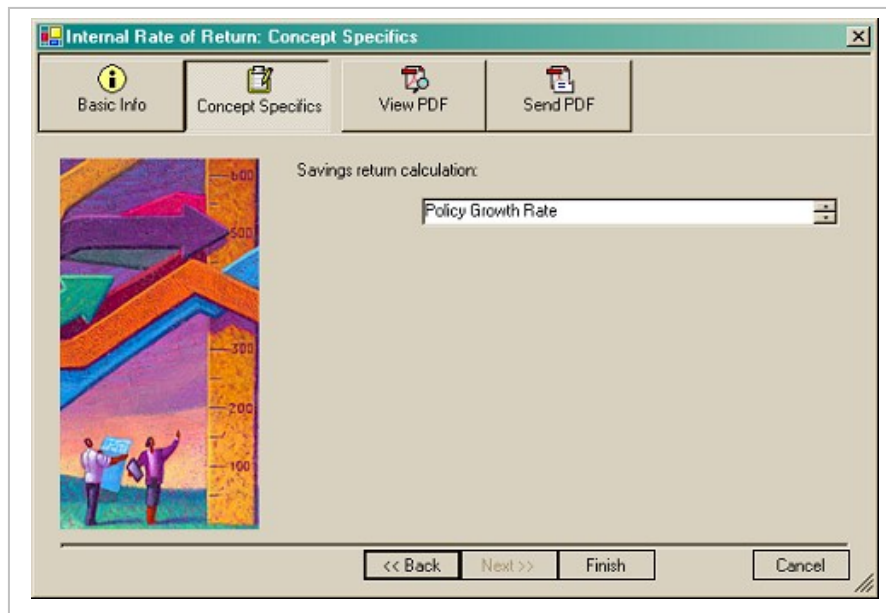 Internal Rate of Return: Concept Specifics
Basic Info
Concept Specifics
View PDF
Send PDF
Savings return calculation:
Policy Growth Rate
600
500
300
200
100
<< Back
Next >>
Finish
Cancel